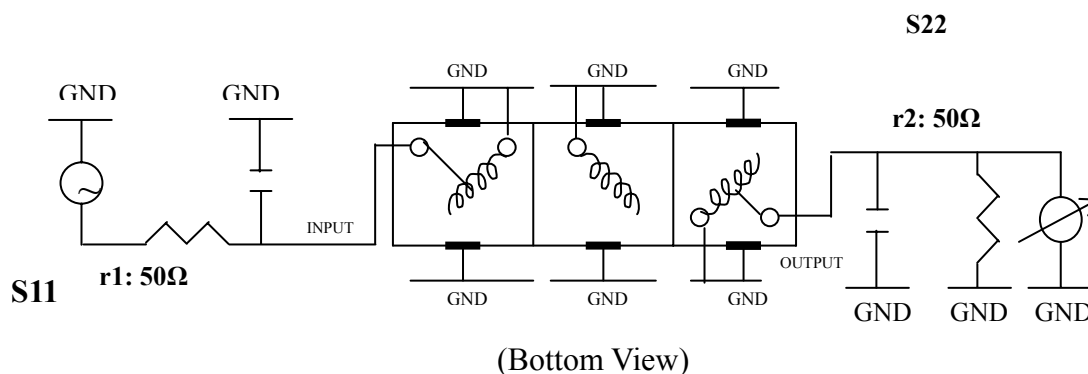 S22
GND GND GND
GND GND
r2: 50Ω
INPUT
r1: 50Ω
OUTPUT
S11
GND GND GND
GND GND GND
(Bottom View)